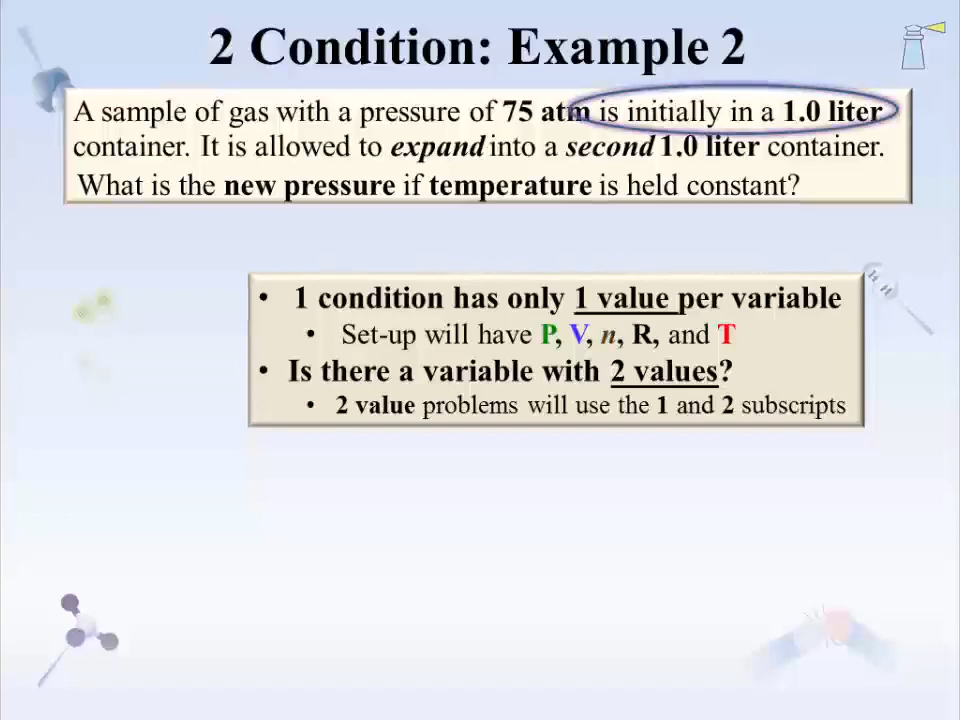 2 Condition: Example 2
A sample of gas with a pressure of 75 atm is initially in a 1.0 liter
container. It is allowed to expand into a second 1.0 liter container.
What is the new pressure if temperature is held constant?
• 1 condition has only 1 value per variable
• Set-up will have P, V, n, R, and T
• Is there a variable with 2 values?
• 2 value problems will use the 1 and 2 subscripts
H H